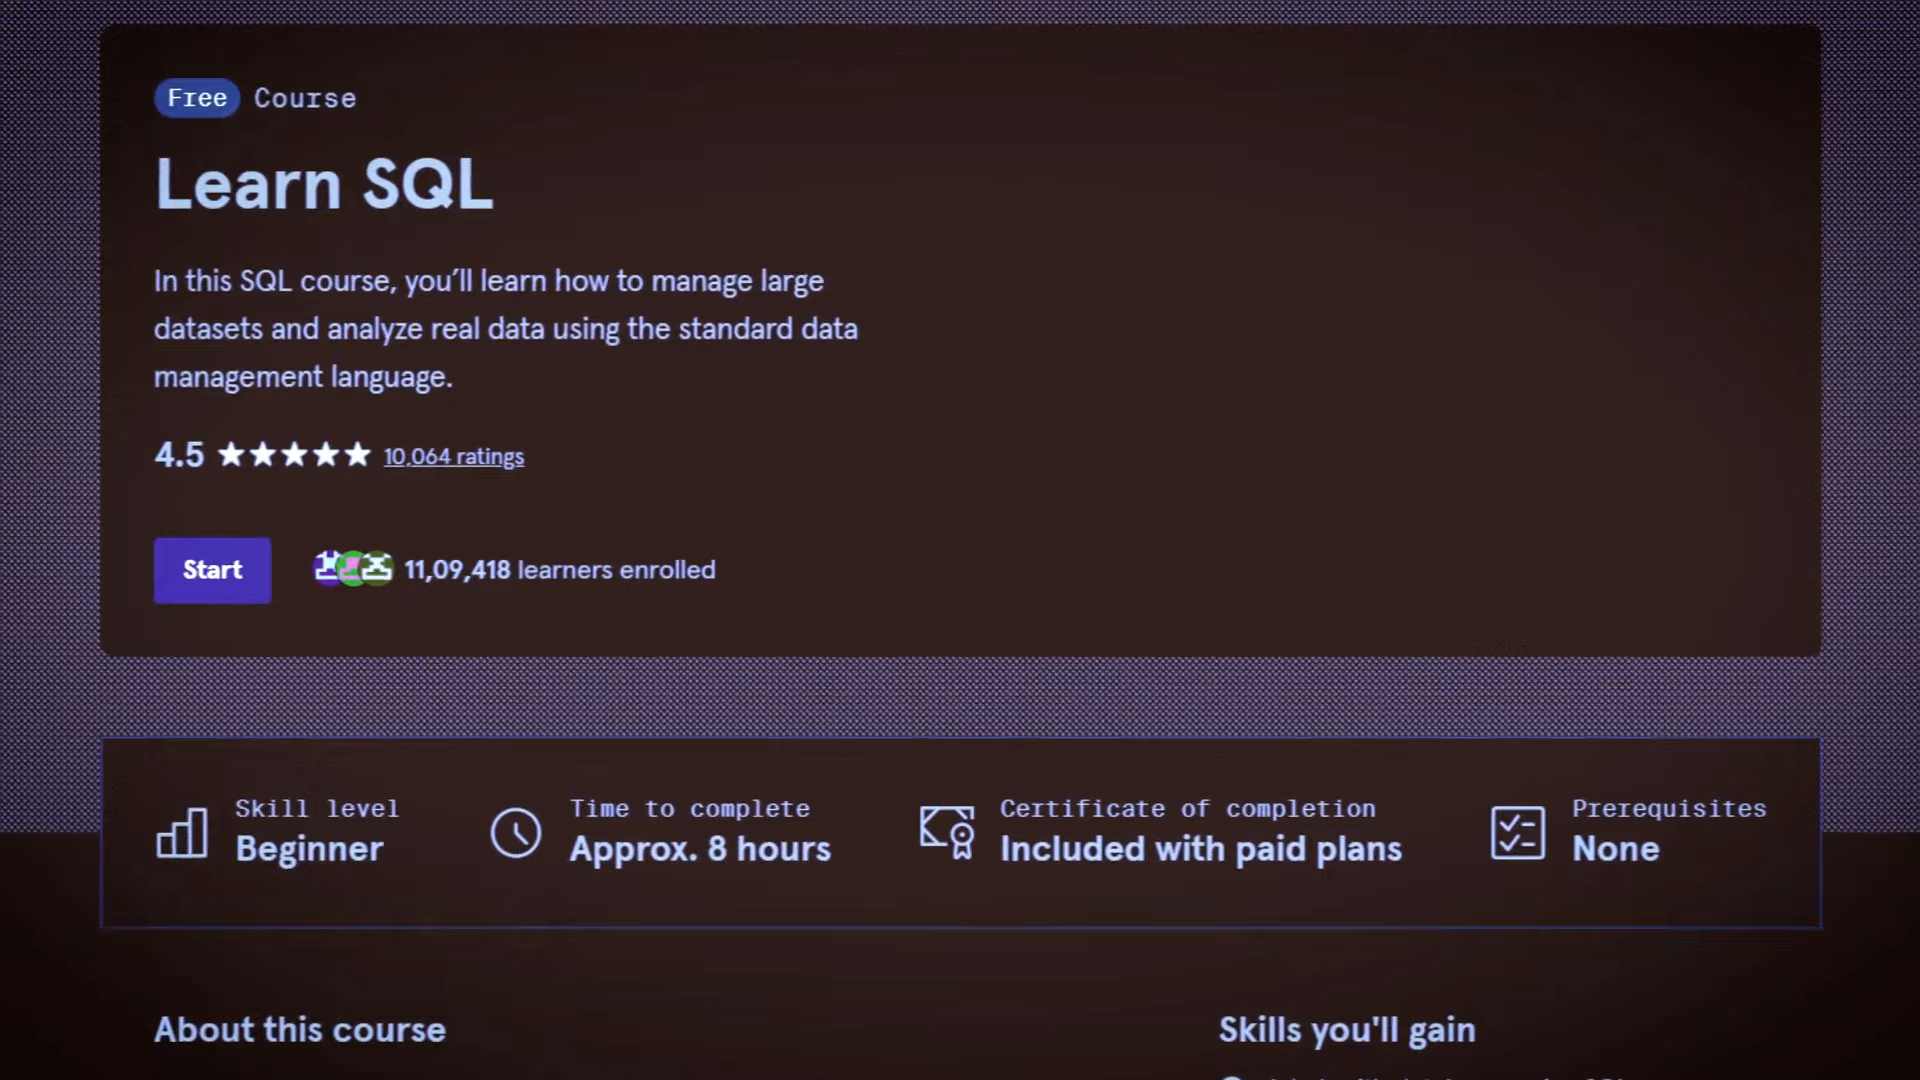 Free Course
Learn SQL
In this SQL course, you’ll learn how to manage large
datasets and analyze real data using the standard data
management language.
4.5 ★★★★★ 10,064 ratings
Start
11,09,418 learners enrolled
Skill level
Beginner
Time to complete
Approx. 8 hours
Certificate of completion
Included with paid plans
Prerequisites
None
About this course
Skills you'll gain